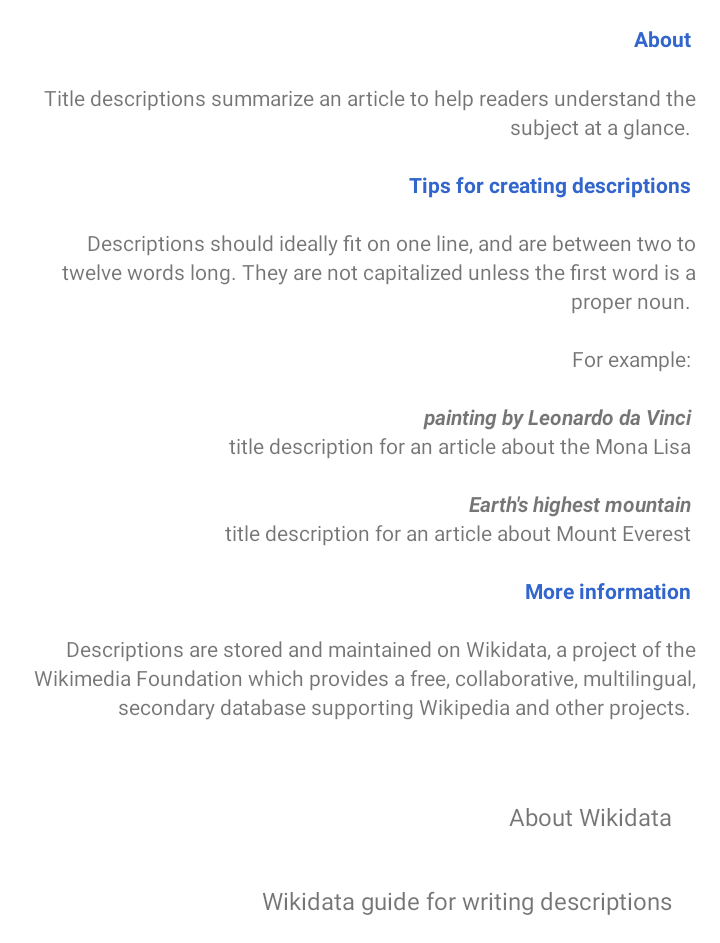 About
Title descriptions summarize an article to help readers understand the
subject at a glance.
Tips for creating descriptions
Descriptions should ideally fit on one line, and are between two to
twelve words long. They are not capitalized unless the first word is a
proper noun.
For example:
painting by Leonardo da Vinci
title description for an article about the Mona Lisa
Earth's highest mountain
title description for an article about Mount Everest
More information
Descriptions are stored and maintained on Wikidata, a project of the
Wikimedia Foundation which provides a free, collaborative, multilingual,
secondary database supporting Wikipedia and other projects.
About Wikidata
Wikidata guide for writing descriptions